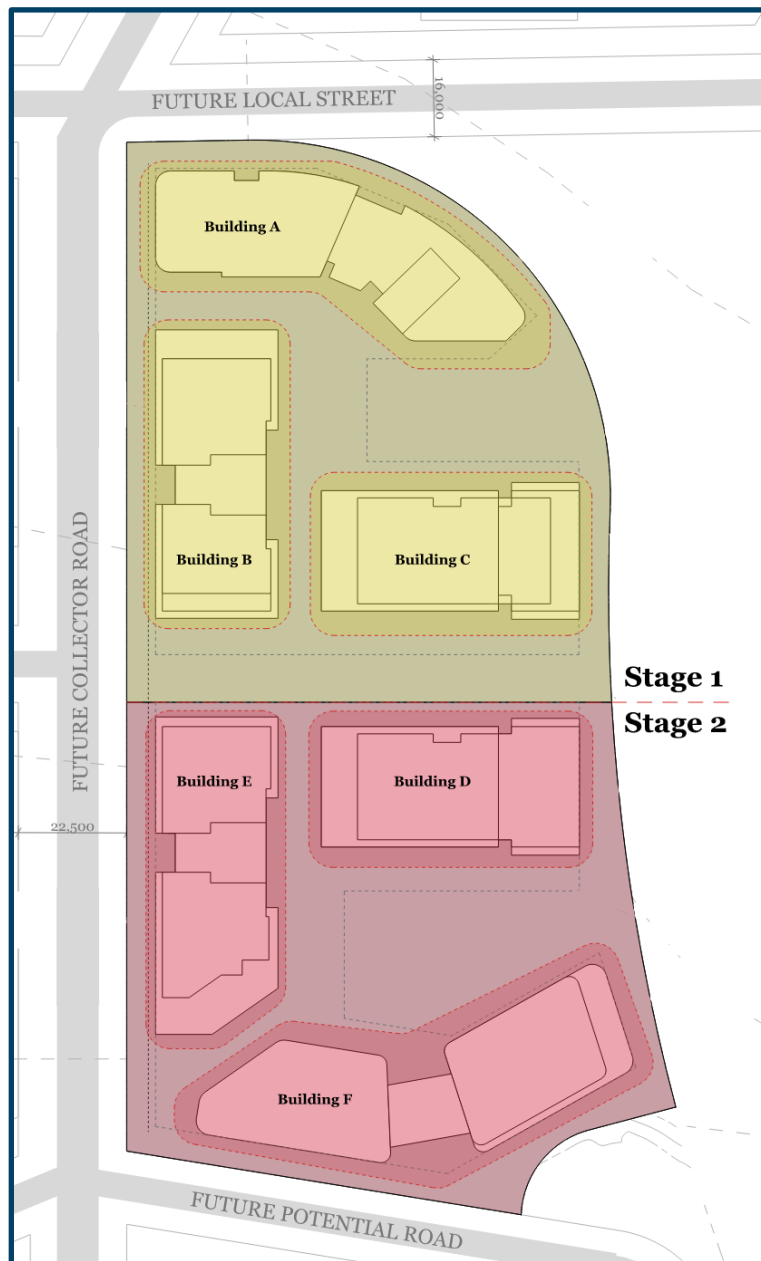 FUTURE LOCAL STREET
16,000
Building A
Building B
Building C
FUTURE COLLECTOR ROAD
Stage 1
Stage 2
Building E
Building D
22,500
Building F
FUTURE POTENTIAL ROAD